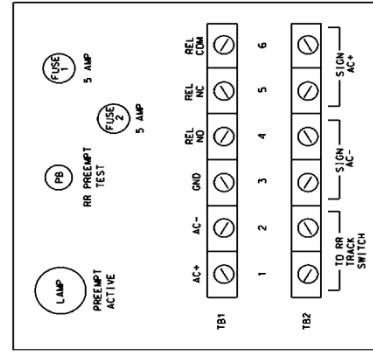 FUSE
1
5 AMP
FUSE
2
5 AMP
PB
RR PREEMPT
TEST
LAMP
PREEMPT
ACTIVE
REL
COM
REL
NC
REL
NO
GND
AC-
AC+
TB1
6
5
4
3
2
1
TB2
SIGN
AC+
SIGN
AC-
TO RR
TRACK
SWITCH